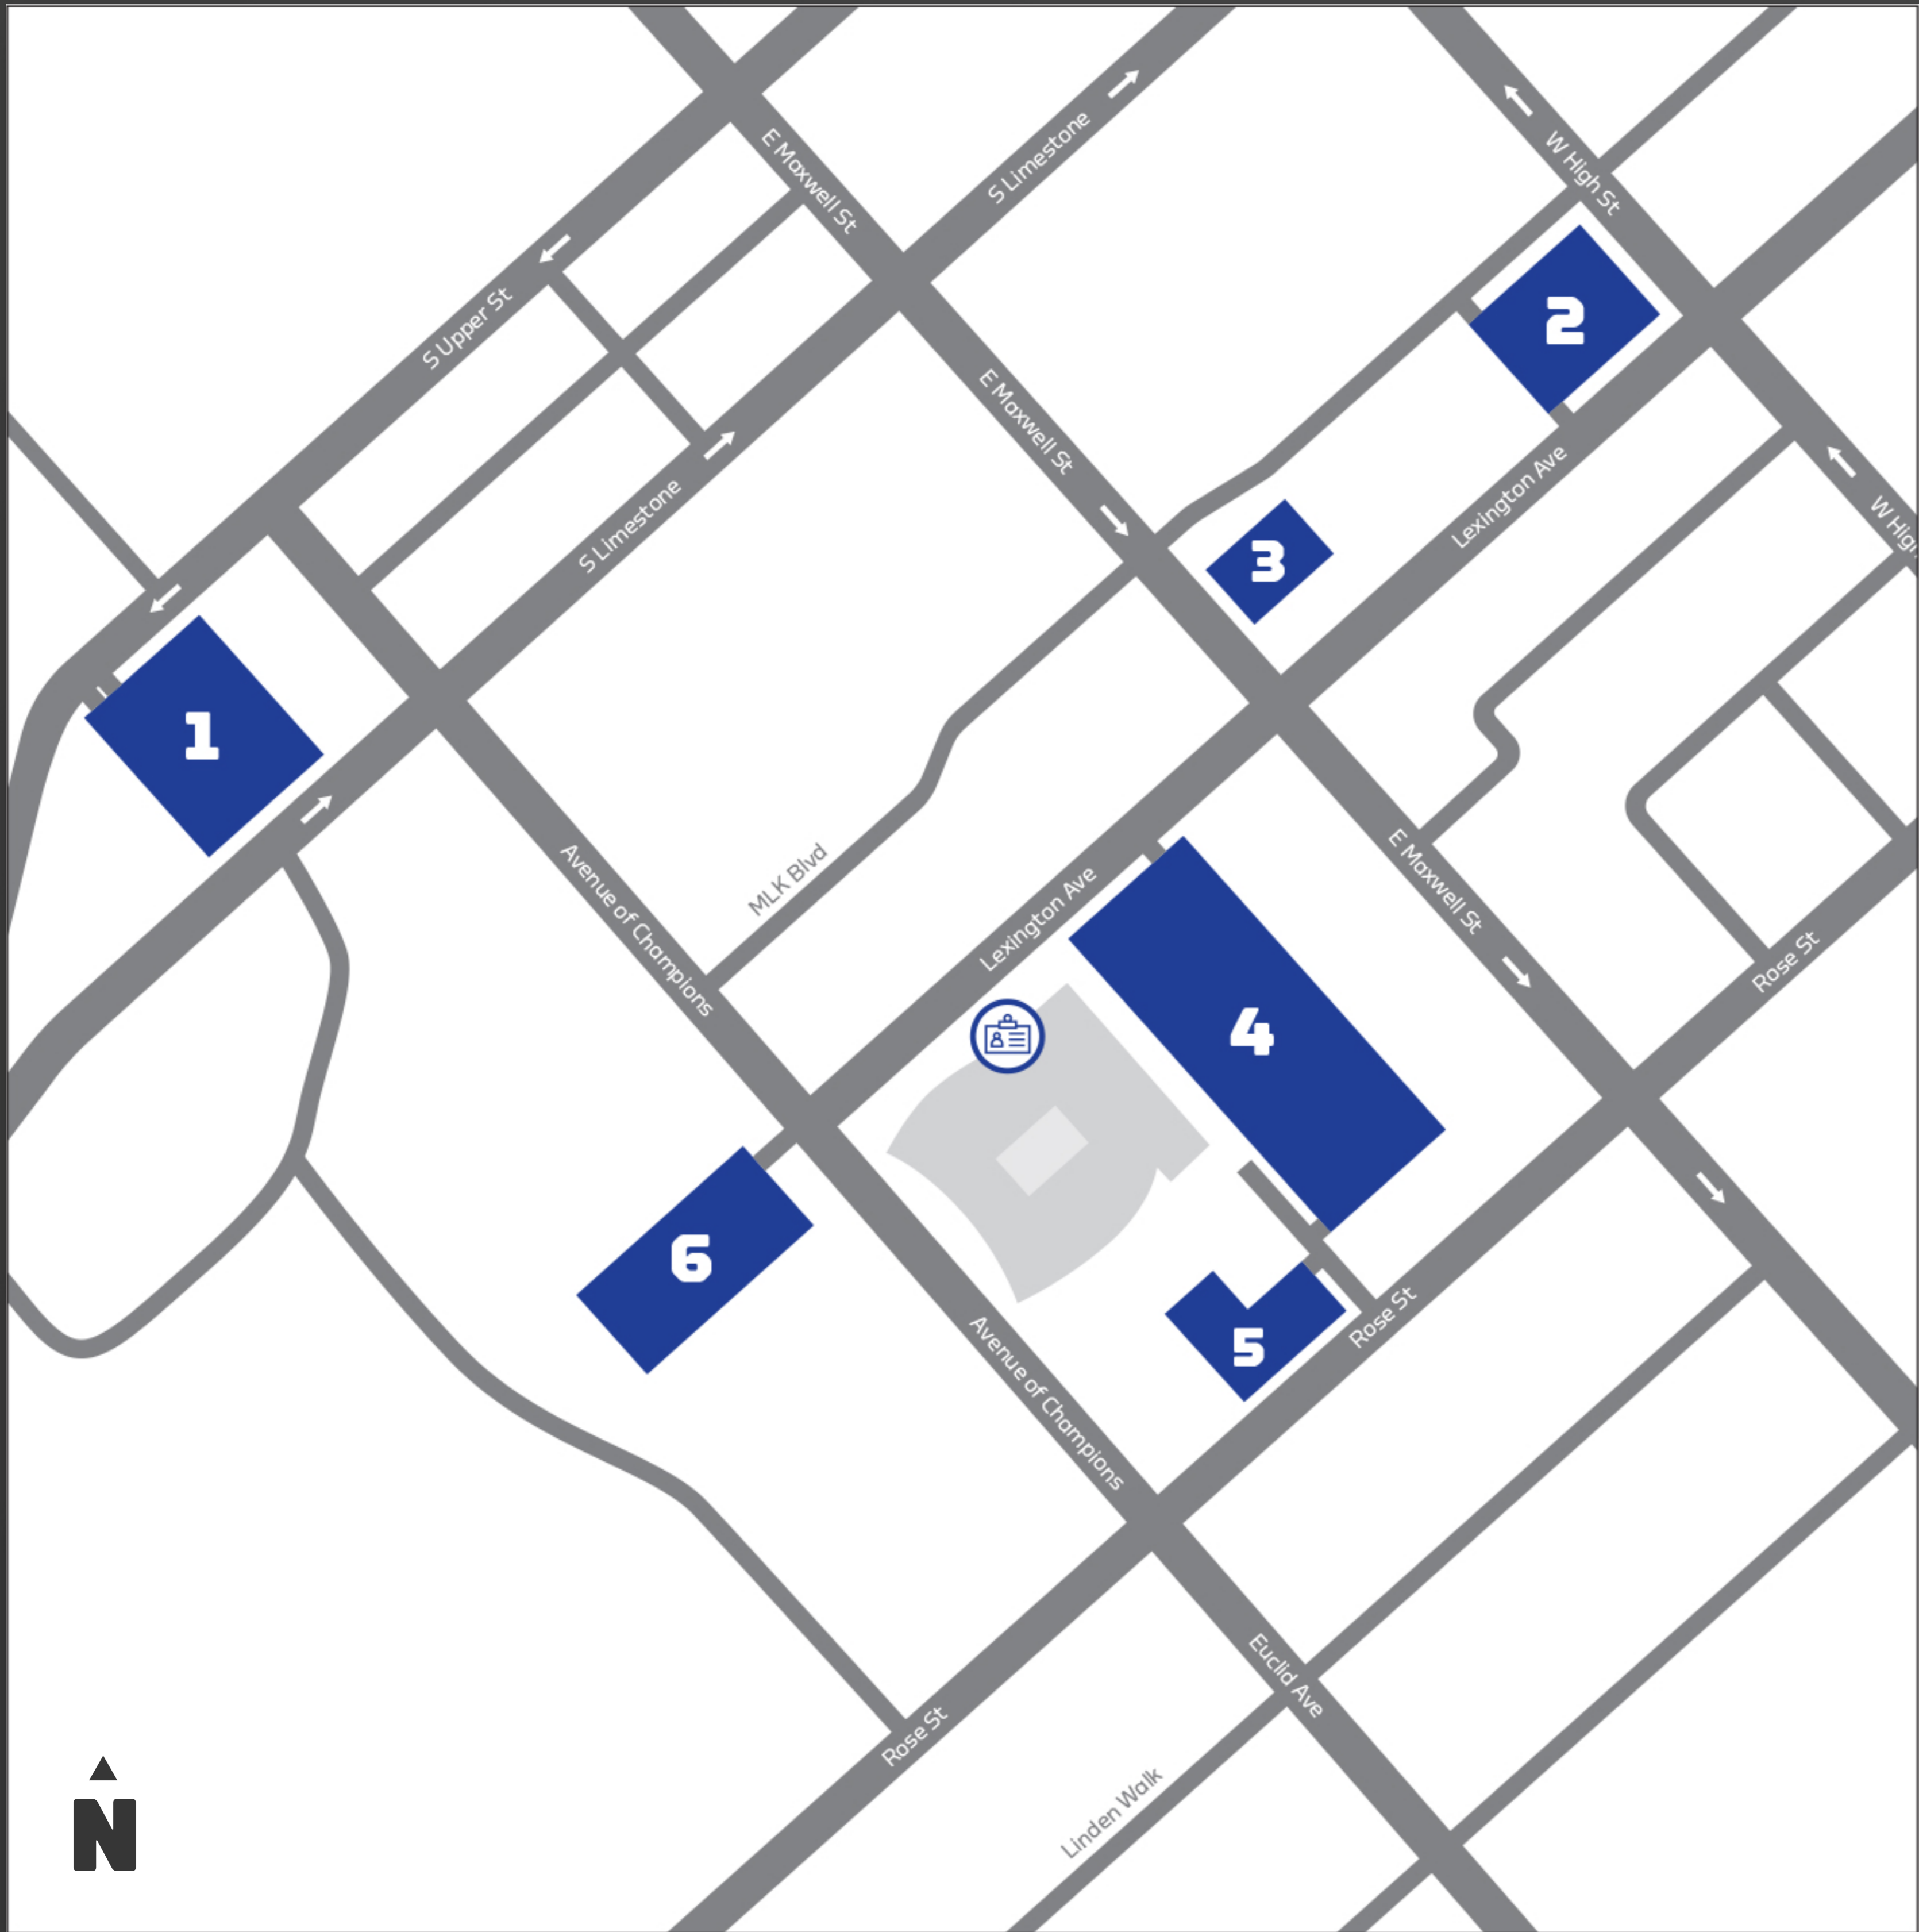 E Maxwell St
S Limestone
W High St
S Upper St
2
E Maxwell St
Lexington Ave
S Limestone
W High
3
1
Avenue of Champions
MLK Blvd
Lexington Ave
E Maxwell St
Rose St
4
6
5
Rose St
Avenue of Champions
Euclid Ave
Rose St
Linden Walk
N